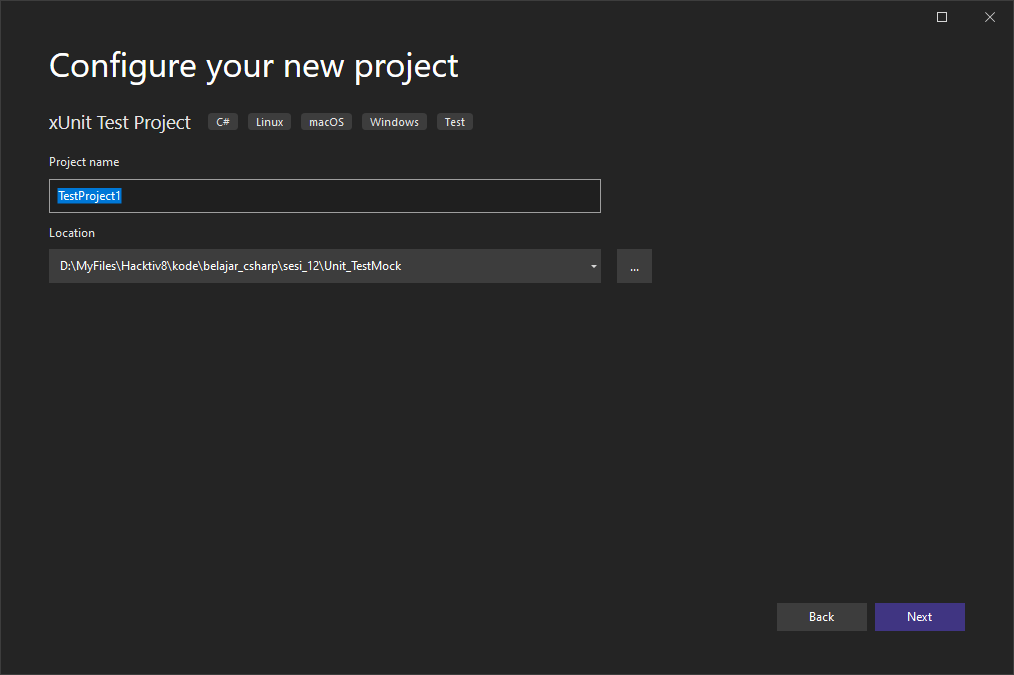 Configure your new project
xUnit Test Project C# Linux macOS Windows Test
Project name
TestProject1
Location
D:\MyFiles\Hacktiv8\kode\belajar_csharp\sesi_12\Unit_TestMock ...
Back Next